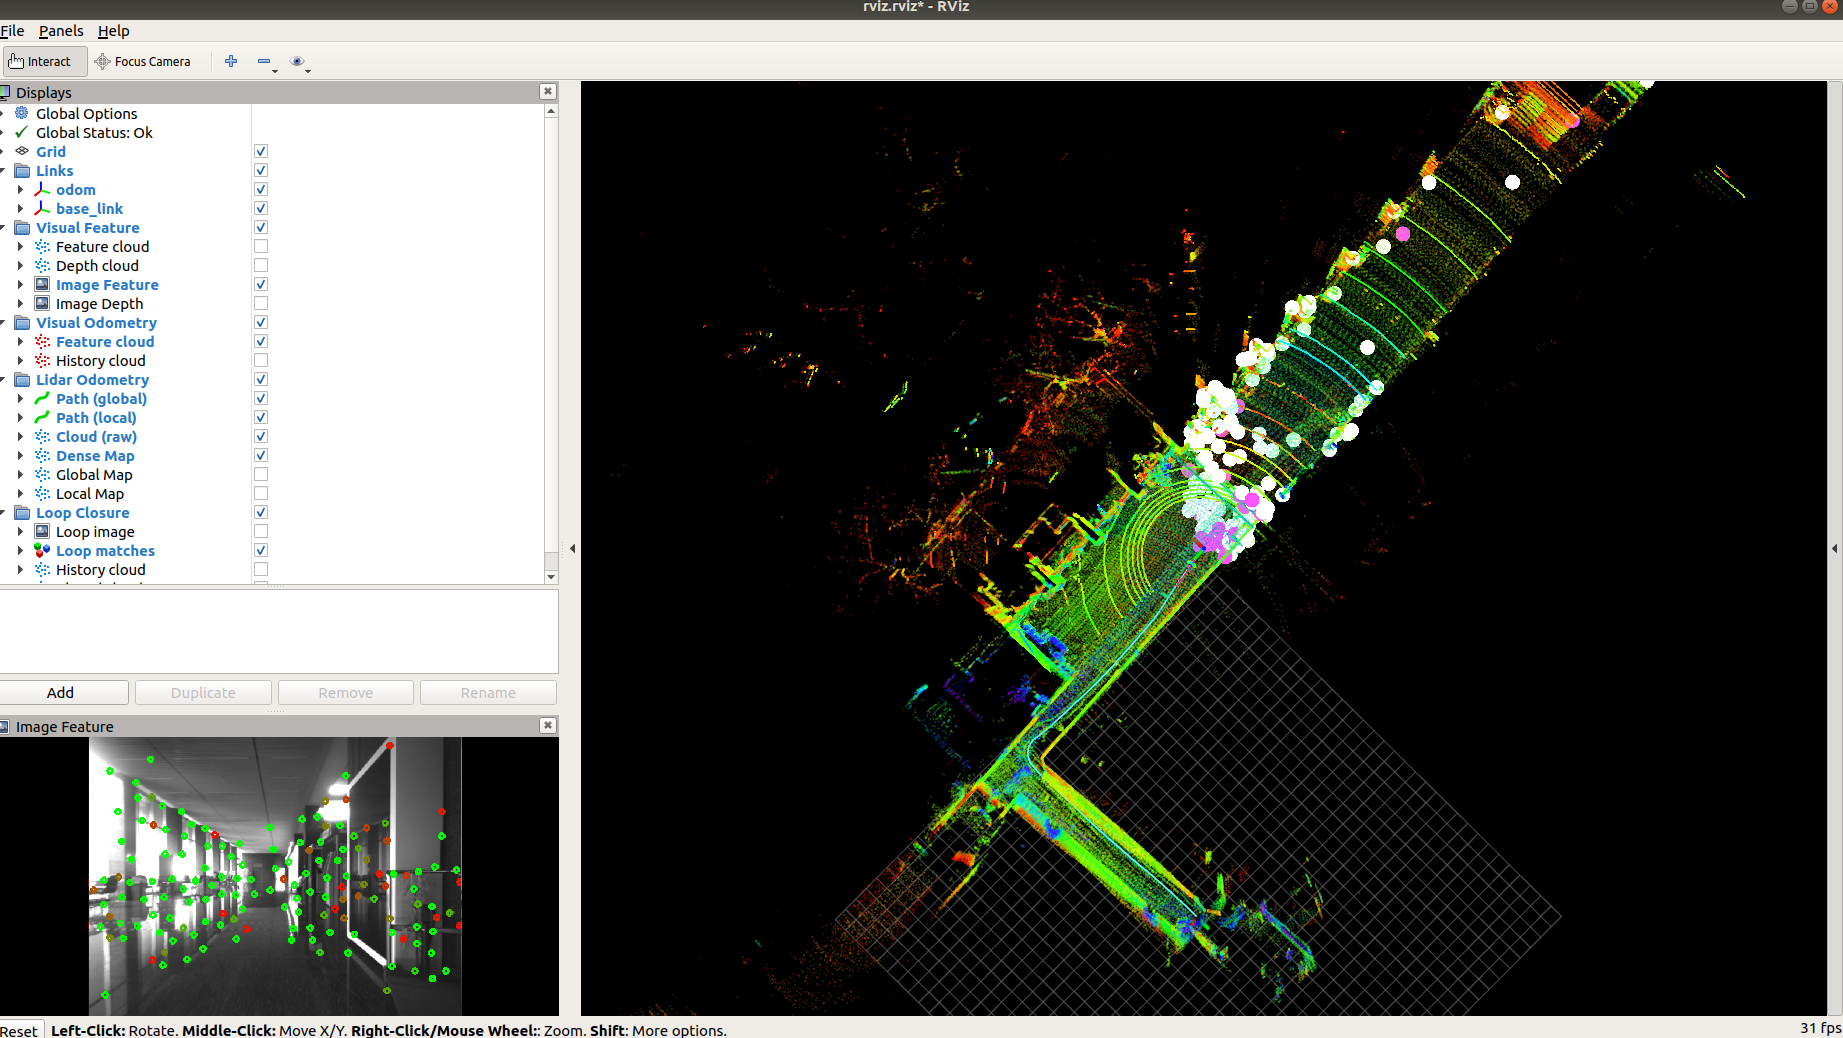 rviz.rviz* - RViz
File Panels Help
Interact Focus Camera
Displays
Global Options
Global Status: Ok
Grid
Links
odom
base_link
Visual Feature
Feature cloud
Depth cloud
Image Feature
Image Depth
Visual Odometry
Feature cloud
History cloud
Lidar Odometry
Path (global)
Path (local)
Cloud (raw)
Dense Map
Global Map
Local Map
Loop Closure
Loop image
Loop matches
History cloud
Add Duplicate Remove Rename
Image Feature
Reset Left-Click: Rotate. Middle-Click: Move X/Y. Right-Click/Mouse Wheel:: Zoom. Shift: More options. 31 fps